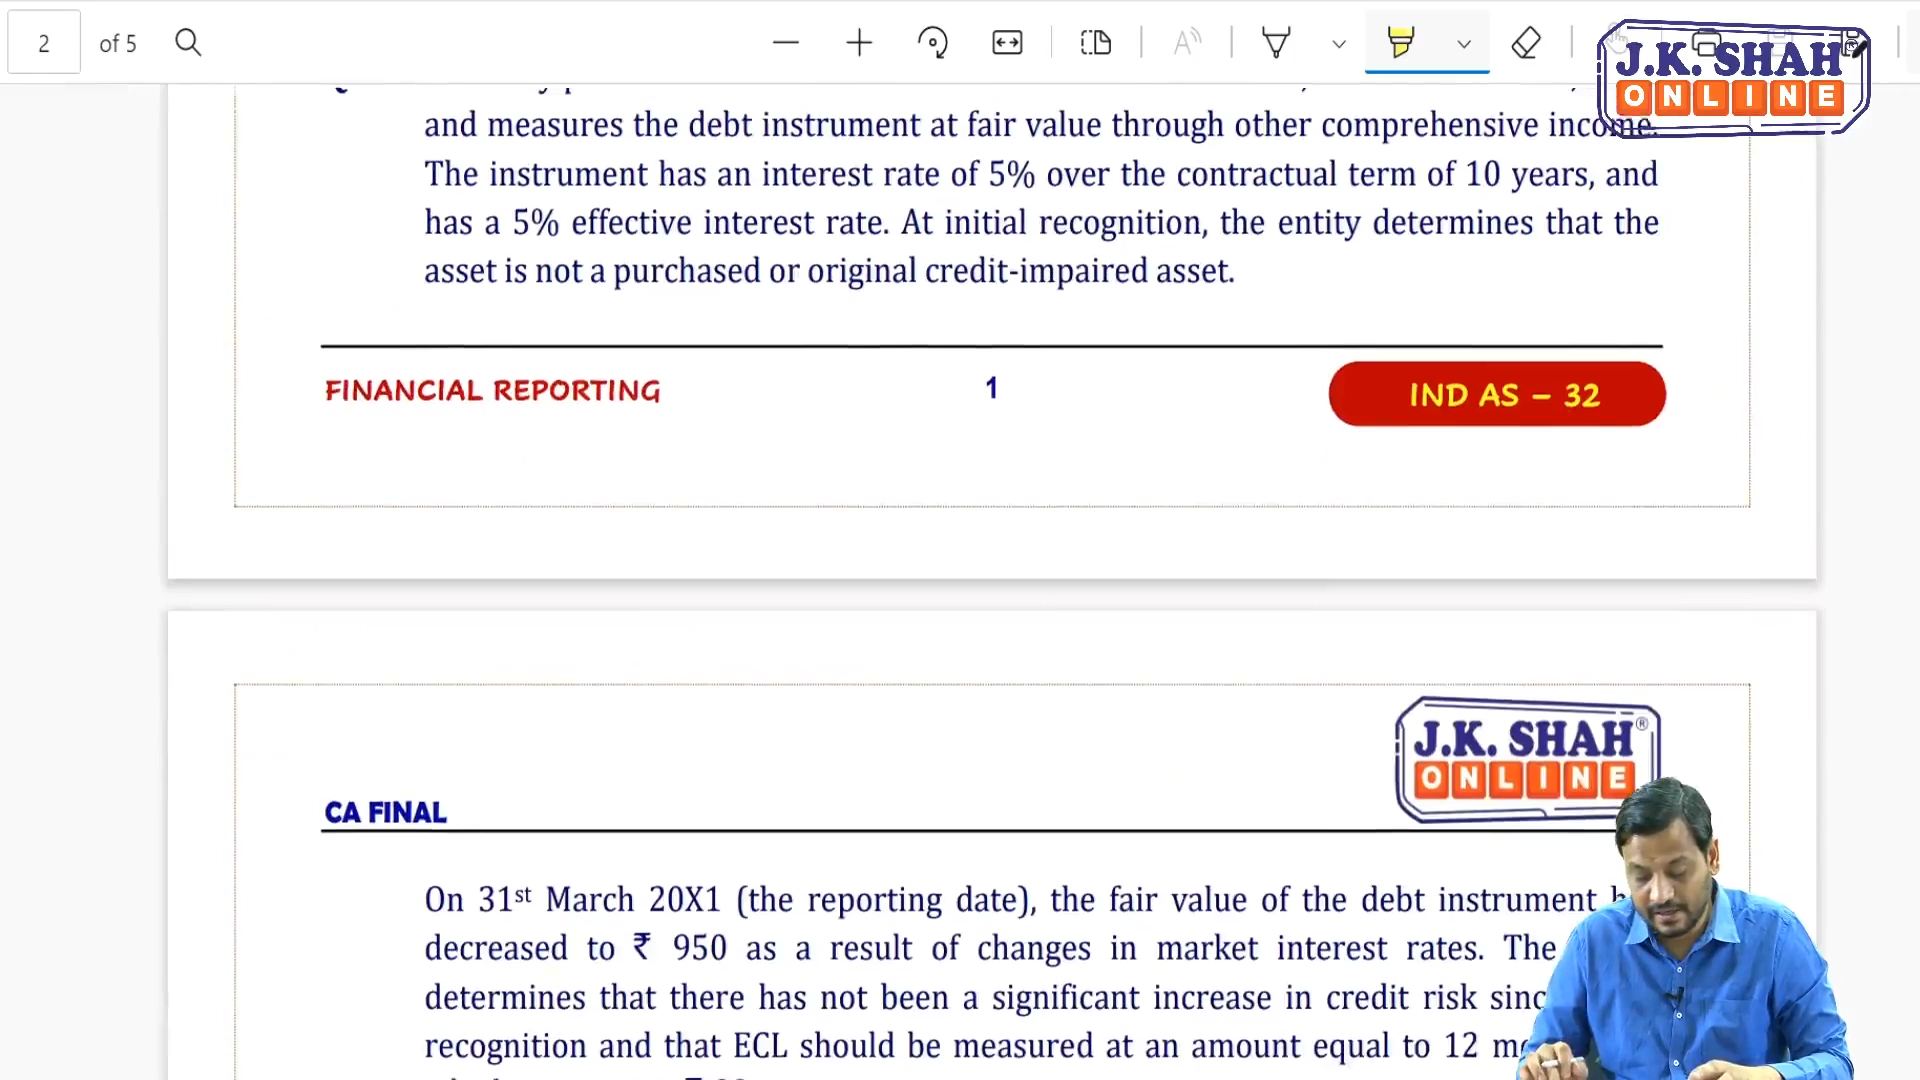 2 of 5
J.K. SHAH
ONLINE
and measures the debt instrument at fair value through other comprehensive income.
The instrument has an interest rate of 5% over the contractual term of 10 years, and
has a 5% effective interest rate. At initial recognition, the entity determines that the
asset is not a purchased or original credit-impaired asset.
FINANCIAL REPORTING 1 IND AS – 32
J.K. SHAH®
ONLINE
CA FINAL
On 31st March 20X1 (the reporting date), the fair value of the debt instrument
decreased to ₹ 950 as a result of changes in market interest rates. The
determines that there has not been a significant increase in credit risk
recognition and that ECL should be measured at an amount equal to 12